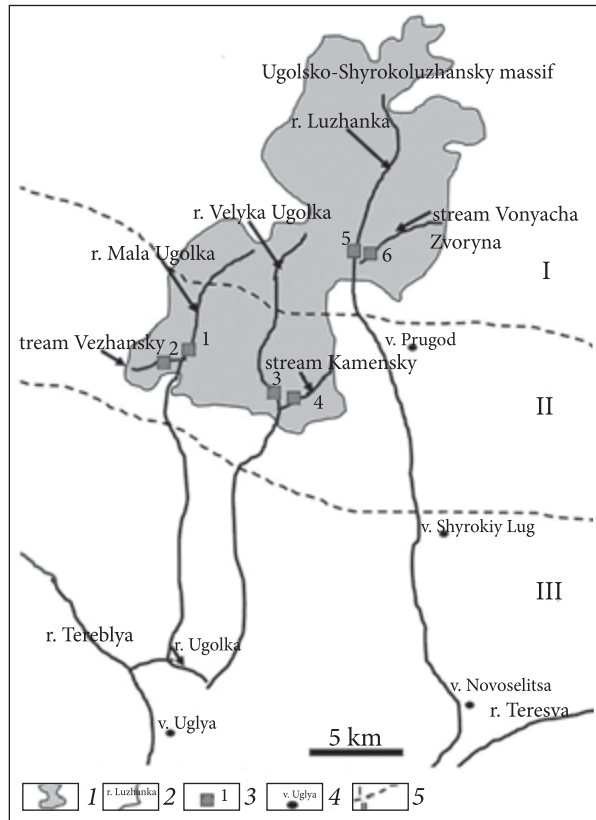 Ugolsko-Shyrokoluzhansky massif
r. Luzhanka
r. Velyka Ugolka
stream Vonyacha
Zvoryna
r. Mala Ugolka
5
6
I
tream Vezhansky
2
1
v. Prugod
stream Kamensky
3
4
II
v. Shyrokiy Lug
III
r. Tereblya
r. Ugolka
v. Novoselitsa
r. Teresva
v. Uglya
5 km
1
r. Luzhanka
2
1
3
v. Uglya
4
5